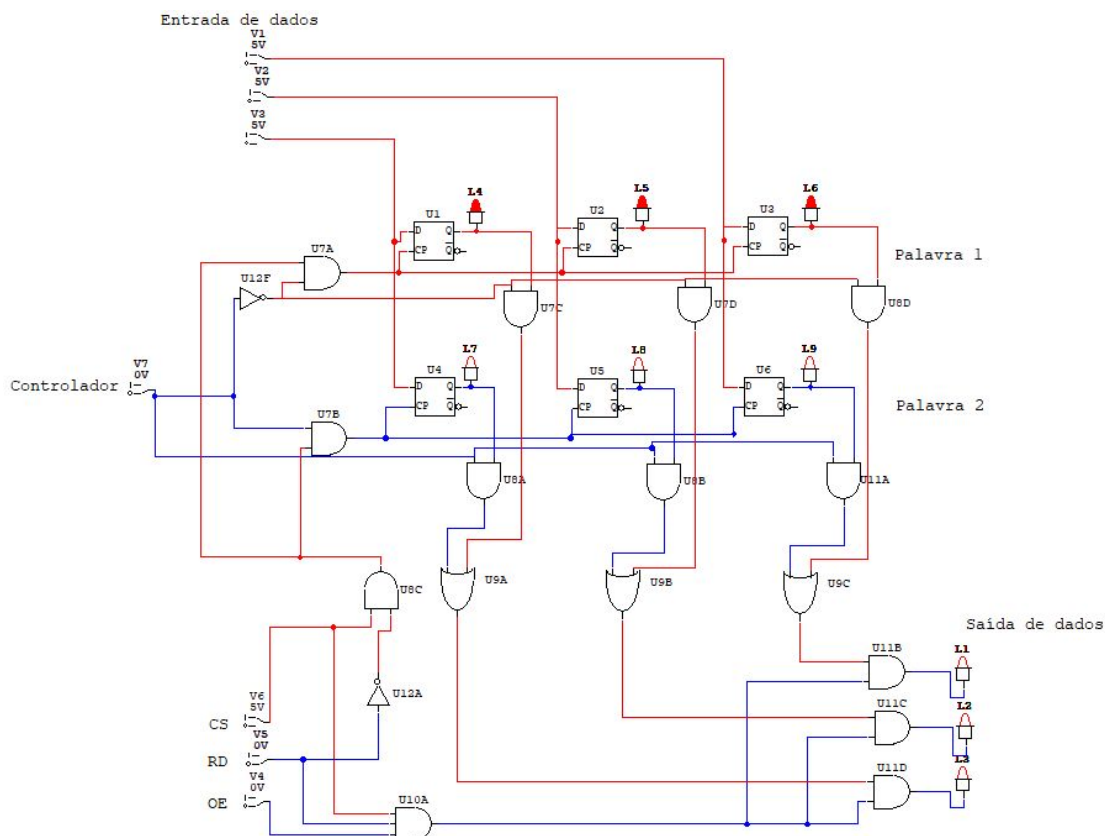 Entrada de dados
V1
5V
V2
5V
V3
5V
L4
L5
L6
U1
U2
U3
D Q
CP Q
D Q
CP Q
D Q
CP Q
U7A
U12F
Palavra 1
U7C
U7D
U8D
V7
0V
Controlador
L7
L8
L9
U4
U5
U6
D Q
CP Q
D Q
CP Q
D Q
CP Q
U7B
Palavra 2
U8A
U8B
U11A
U8C
U9A
U9B
U9C
Saída de dados
U11B
L1
U12A
V6
5V
CS
U11C
L2
V5
0V
RD
U11D
L3
V4
0V
OE
U10A